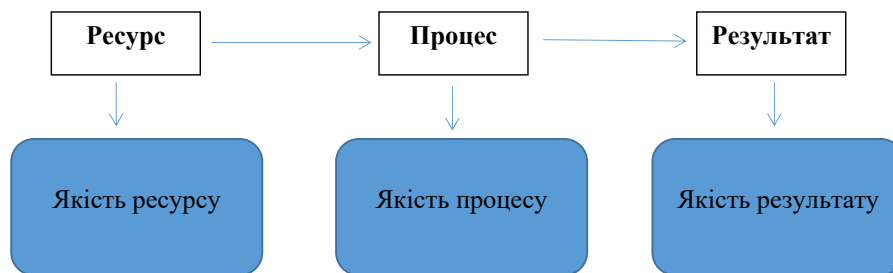 Ресурс
Процес
Результат
Якість ресурсу
Якість процесу
Якість результату